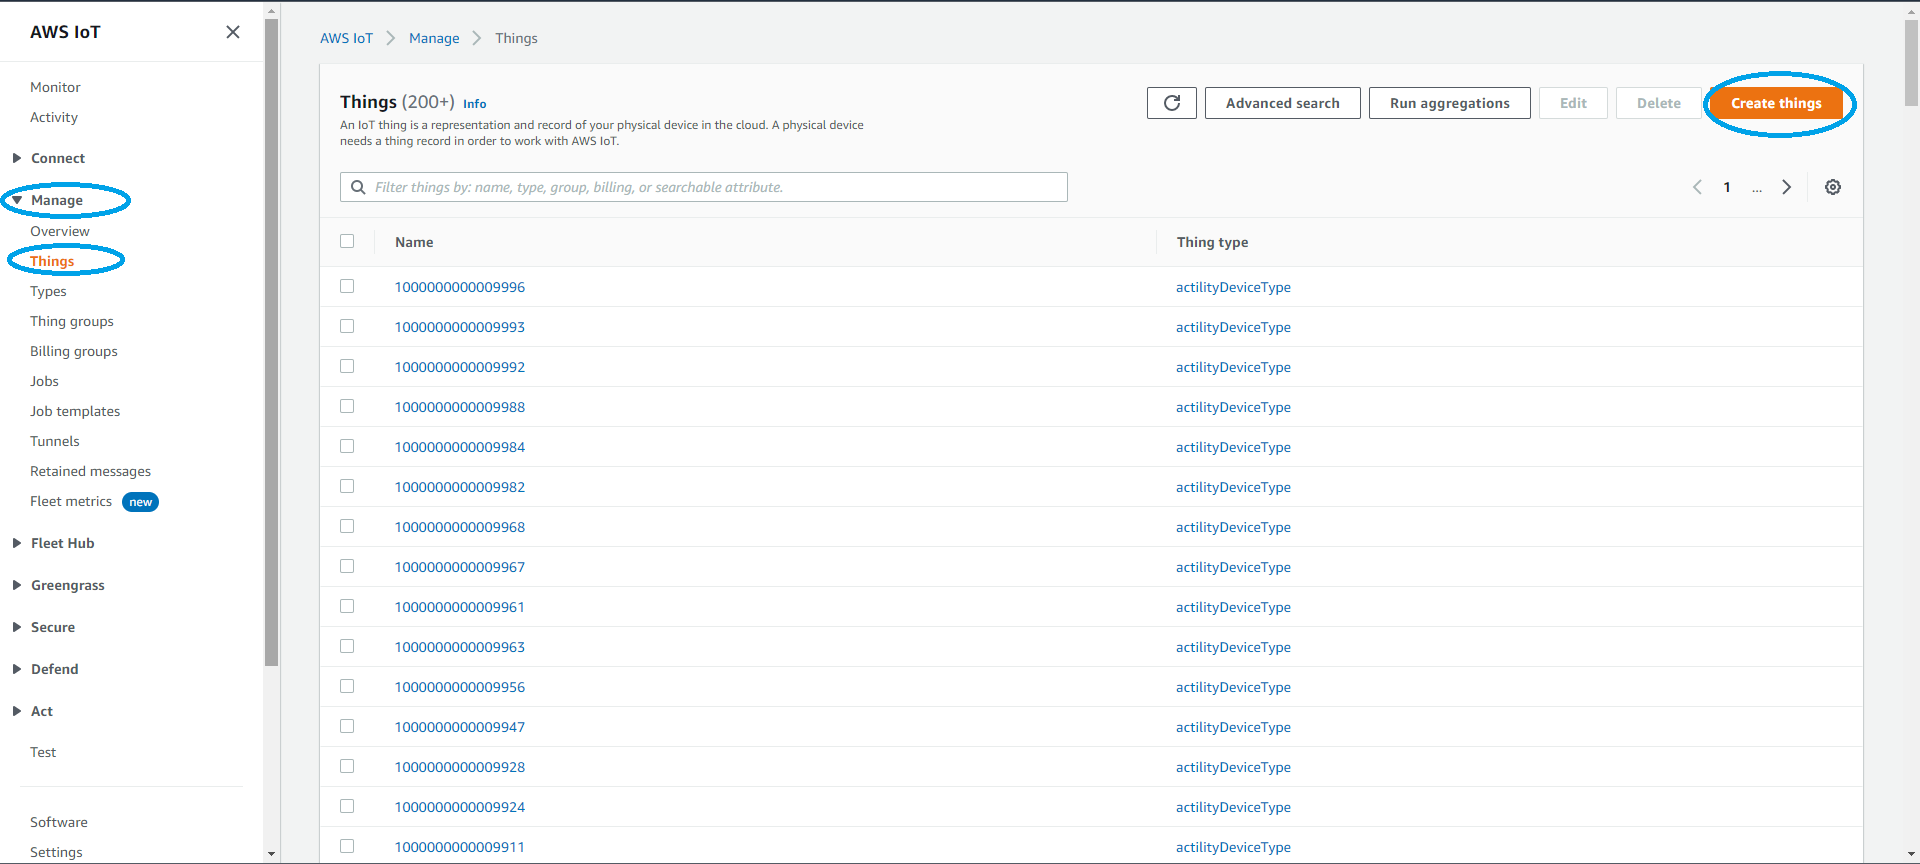 AWS IoT
Monitor
Activity
Connect
Manage
Overview
Things
Types
Thing groups
Billing groups
Jobs
Job templates
Tunnels
Retained messages
Fleet metrics new
Fleet Hub
Greengrass
Secure
Defend
Act
Test
Software
Settings
AWS IoT > Manage > Things
Things (200+) Info
An IoT thing is a representation and record of your physical device in the cloud. A physical device
needs a thing record in order to work with AWS IoT.
Advanced search Run aggregations Edit Delete Create things
Filter things by: name, type, group, billing, or searchable attribute.
1 ...
Name Thing type
1000000000009996 actilityDeviceType
1000000000009993 actilityDeviceType
1000000000009992 actilityDeviceType
1000000000009988 actilityDeviceType
1000000000009984 actilityDeviceType
1000000000009982 actilityDeviceType
1000000000009968 actilityDeviceType
1000000000009967 actilityDeviceType
1000000000009961 actilityDeviceType
1000000000009963 actilityDeviceType
1000000000009956 actilityDeviceType
1000000000009947 actilityDeviceType
1000000000009928 actilityDeviceType
1000000000009924 actilityDeviceType
1000000000009911 actilityDeviceType